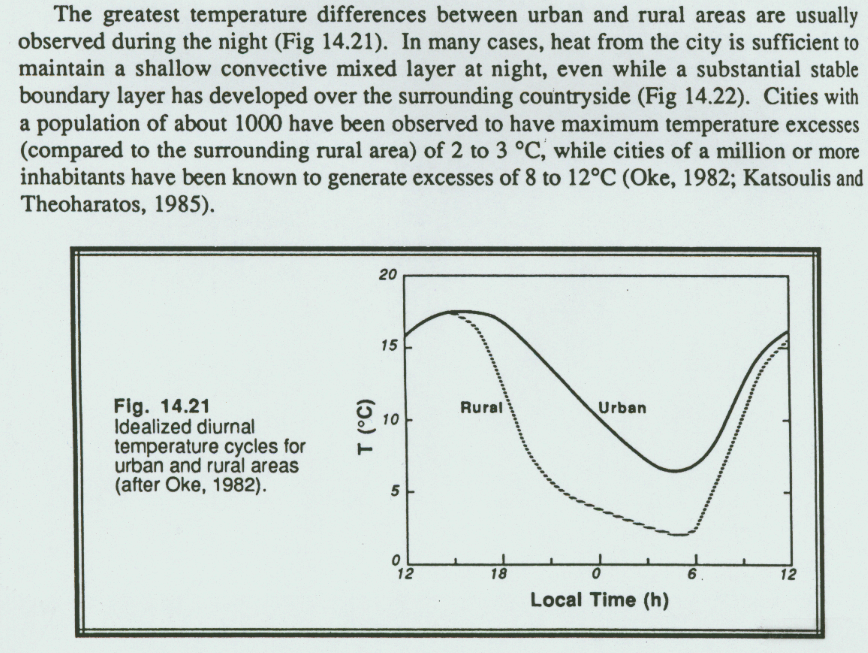 The greatest temperature differences between urban and rural areas are usually
observed during the night (Fig 14.21). In many cases, heat from the city is sufficient to
maintain a shallow convective mixed layer at night, even while a substantial stable
boundary layer has developed over the surrounding countryside (Fig 14.22). Cities with
a population of about 1000 have been observed to have maximum temperature excesses
(compared to the surrounding rural area) of 2 to 3 °C, while cities of a million or more
inhabitants have been known to generate excesses of 8 to 12°C (Oke, 1982; Katsoulis and
Theoharatos, 1985).
Fig. 14.21
Idealized diurnal
temperature cycles for
urban and rural areas
(after Oke, 1982).
T (°C)
20
15
10
5
0
Rural
Urban
12 18 0 6 12
Local Time (h)